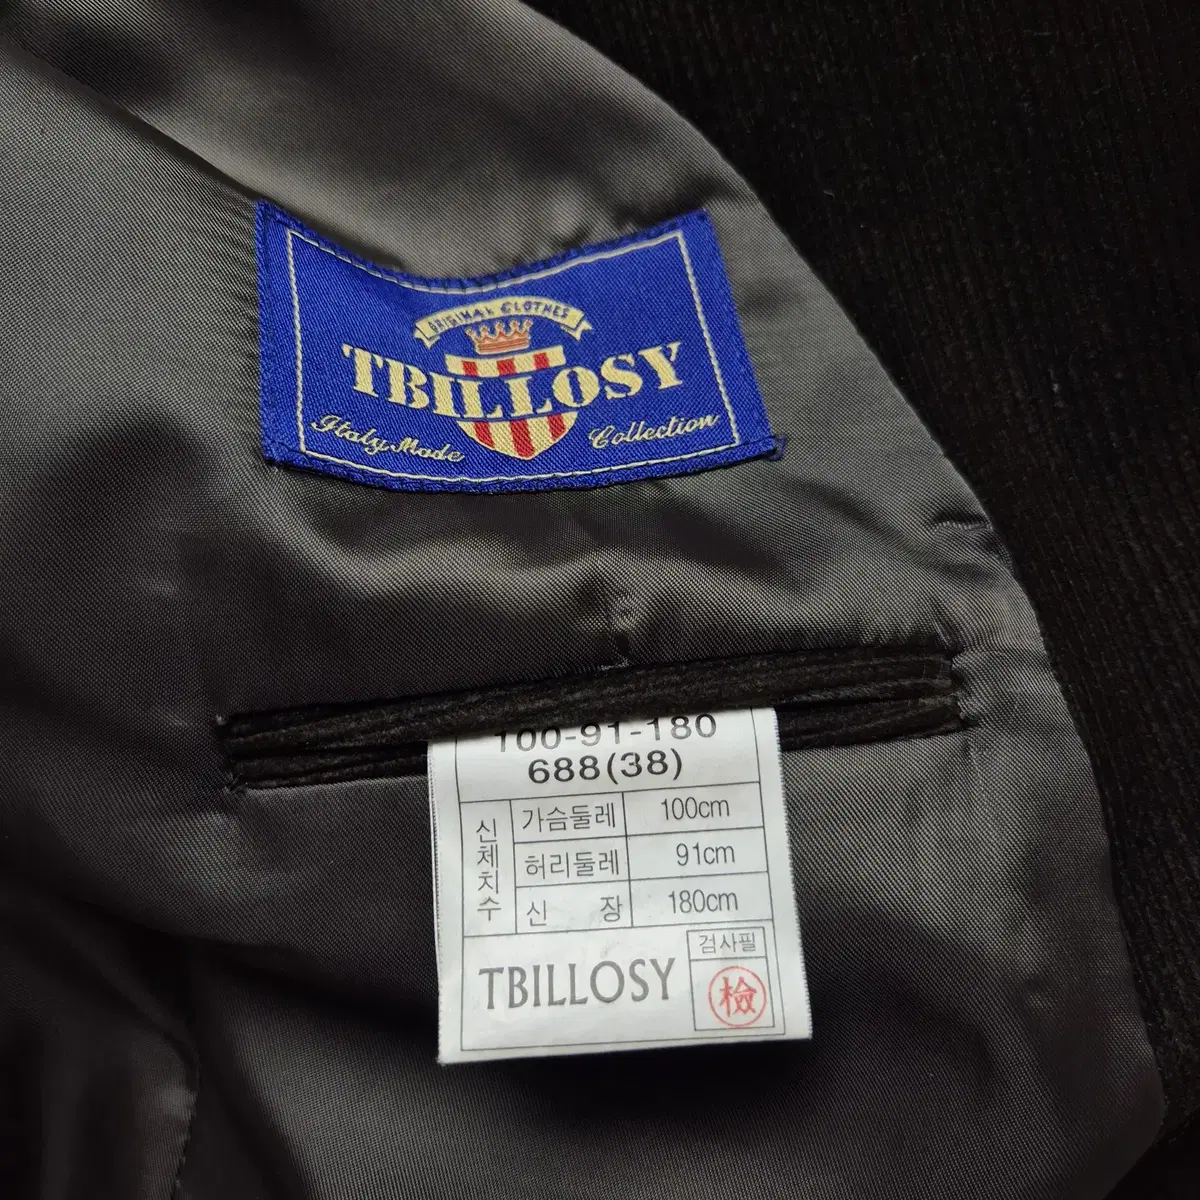 ORIGINAL CLOTHES
TBILLOSY
Italy Made Collection
100-91-180
688(38)
신체치수
가슴둘레 100cm
허리둘레 91cm
신 장 180cm
TBILLOSY
검사필
檢